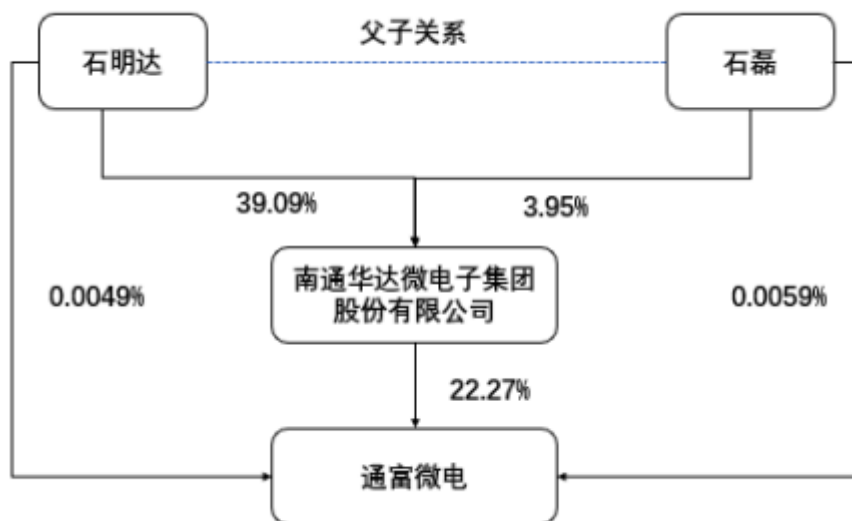 父子关系
石明达
石磊
39.09%
3.95%
南通华达微电子集团
股份有限公司
0.0049%
0.0059%
22.27%
通富微电